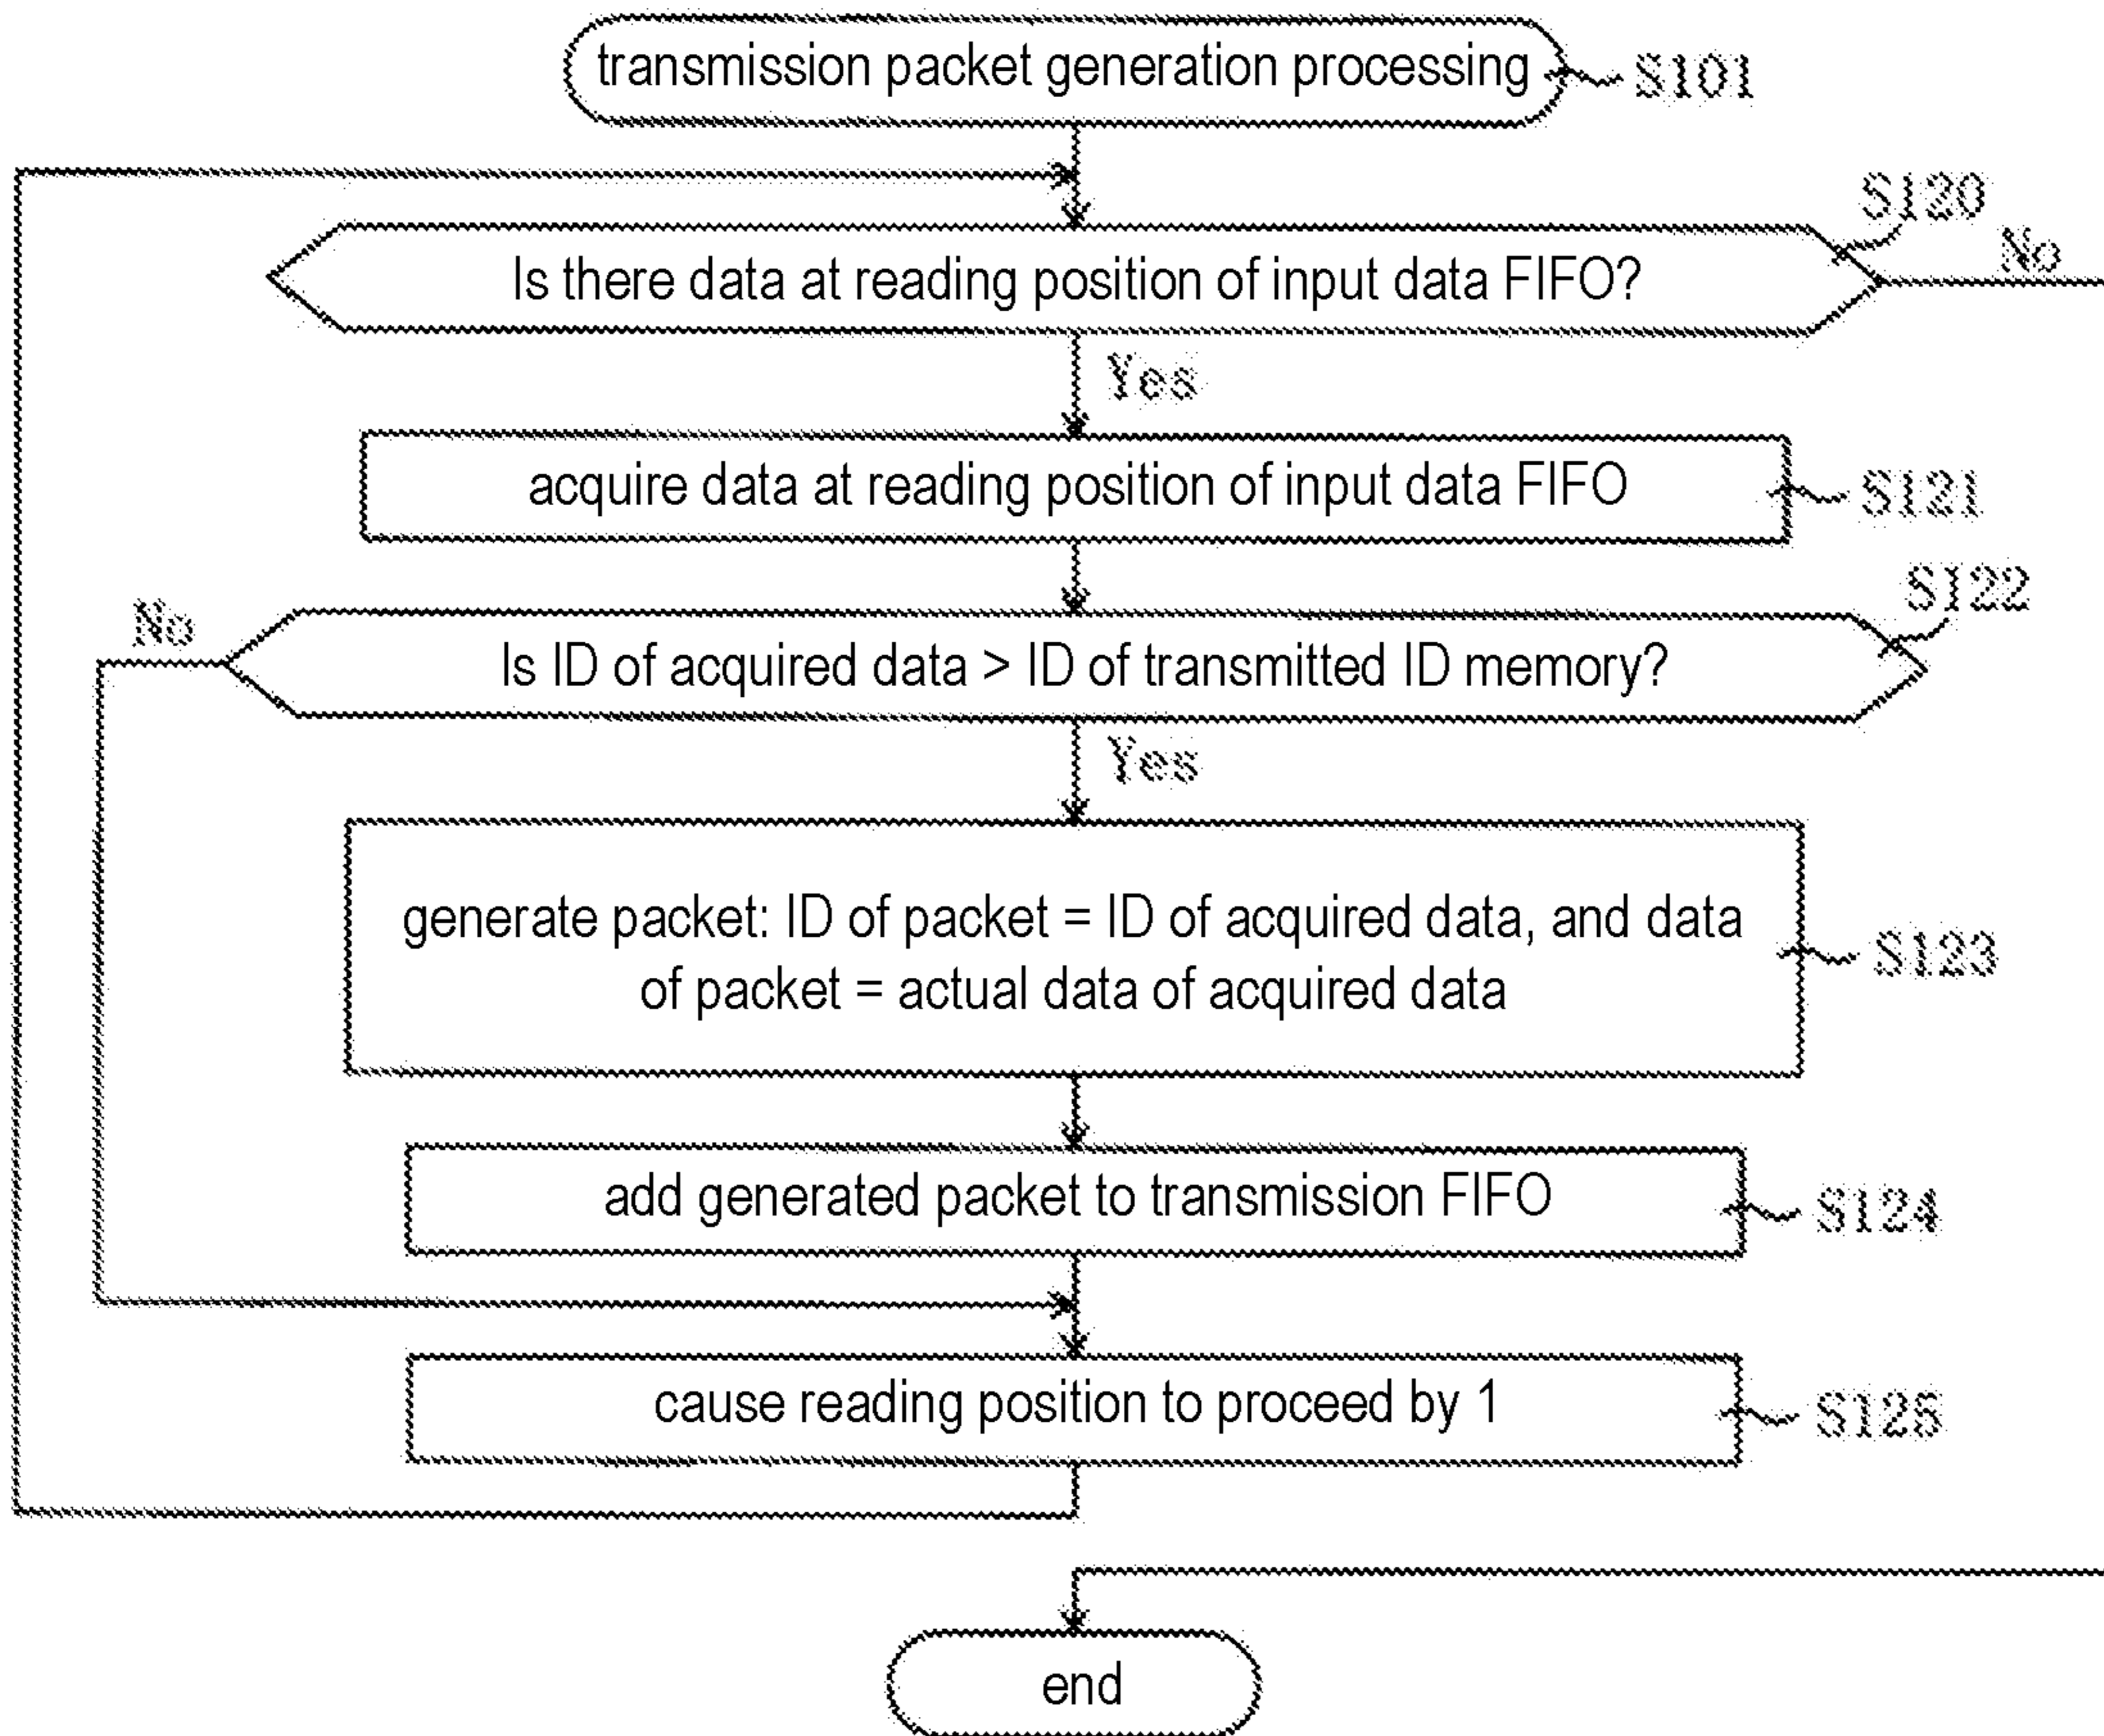 transmission packet generation processing
S101
S120
No
Is there data at reading position of input data FIFO?
Yes
acquire data at reading position of input data FIFO
S121
S122
No
Is ID of acquired data > ID of transmitted ID memory?
Yes
generate packet: ID of packet = ID of acquired data, and data
of packet = actual data of acquired data
S123
add generated packet to transmission FIFO
S124
cause reading position to proceed by 1
S125
end